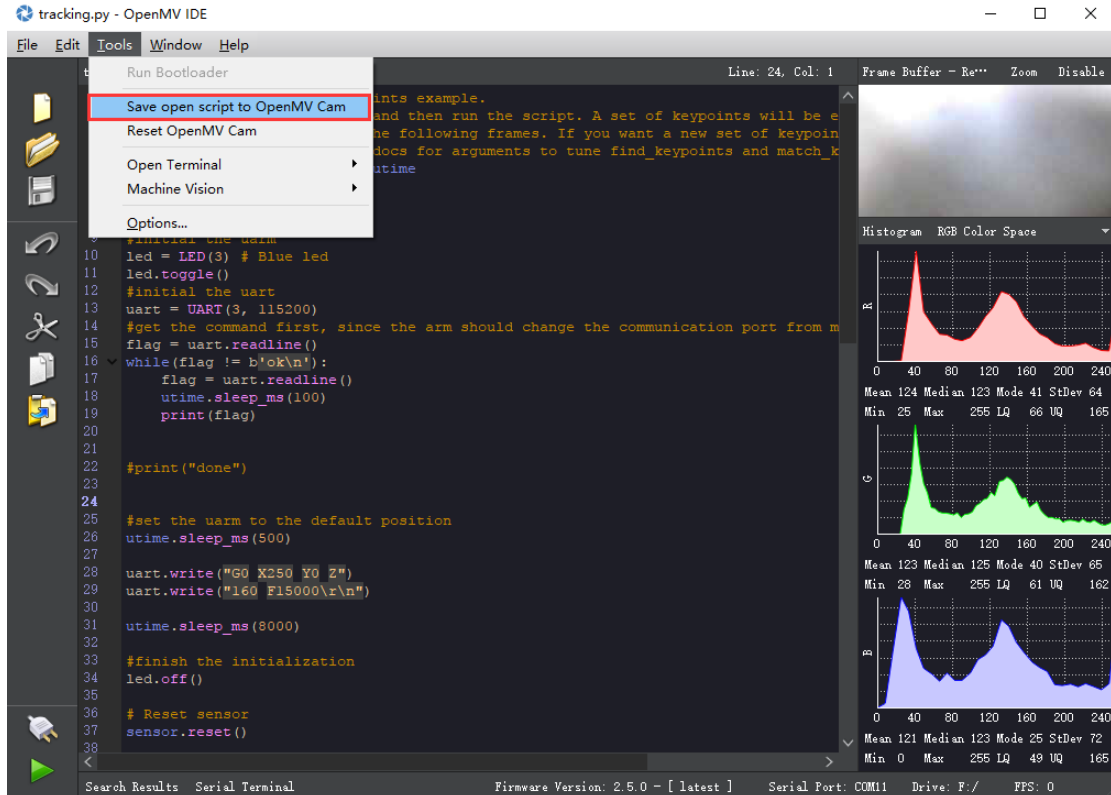 tracking.py - OpenMV IDE
File Edit Tools Window Help
Line: 24, Col: 1
Frame Buffer - Re··· Zoom Disable
Run Bootloader
Save open script to OpenMV Cam
Reset OpenMV Cam
Open Terminal
Machine Vision
Options...
ints example.
and then run the script. A set of keypoints will be e
he following frames. If you want a new set of keypoin
docs for arguments to tune find_keypoints and match_k
utime
9 #initial the uarm
10 led = LED(3) # Blue led
11 led.toggle()
12 #initial the uart
13 uart = UART(3, 115200)
14 #get the command first, since the arm should change the communication port from m
15 flag = uart.readline()
16 while(flag != b'ok\n'):
17 flag = uart.readline()
18 utime.sleep_ms(100)
19 print(flag)
20
21
22 #print("done")
23
24
25 #set the uarm to the default position
26 utime.sleep_ms(500)
27
28 uart.write("G0 X250 Y0 Z")
29 uart.write("160 F15000\r\n")
30
31 utime.sleep_ms(8000)
32
33 #finish the initialization
34 led.off()
35
36 # Reset sensor
37 sensor.reset()
38
Histogram RGB Color Space
R
0 40 80 120 160 200 240
Mean 124 Median 123 Mode 41 StDev 64
Min 25 Max 255 LQ 66 UQ 165
G
0 40 80 120 160 200 240
Mean 123 Median 125 Mode 40 StDev 65
Min 28 Max 255 LQ 61 UQ 162
B
0 40 80 120 160 200 240
Mean 121 Median 123 Mode 25 StDev 72
Min 0 Max 255 LQ 49 UQ 165
Search Results Serial Terminal Firmware Version: 2.5.0 - [ latest ] Serial Port: COM11 Drive: F:/ FPS: 0